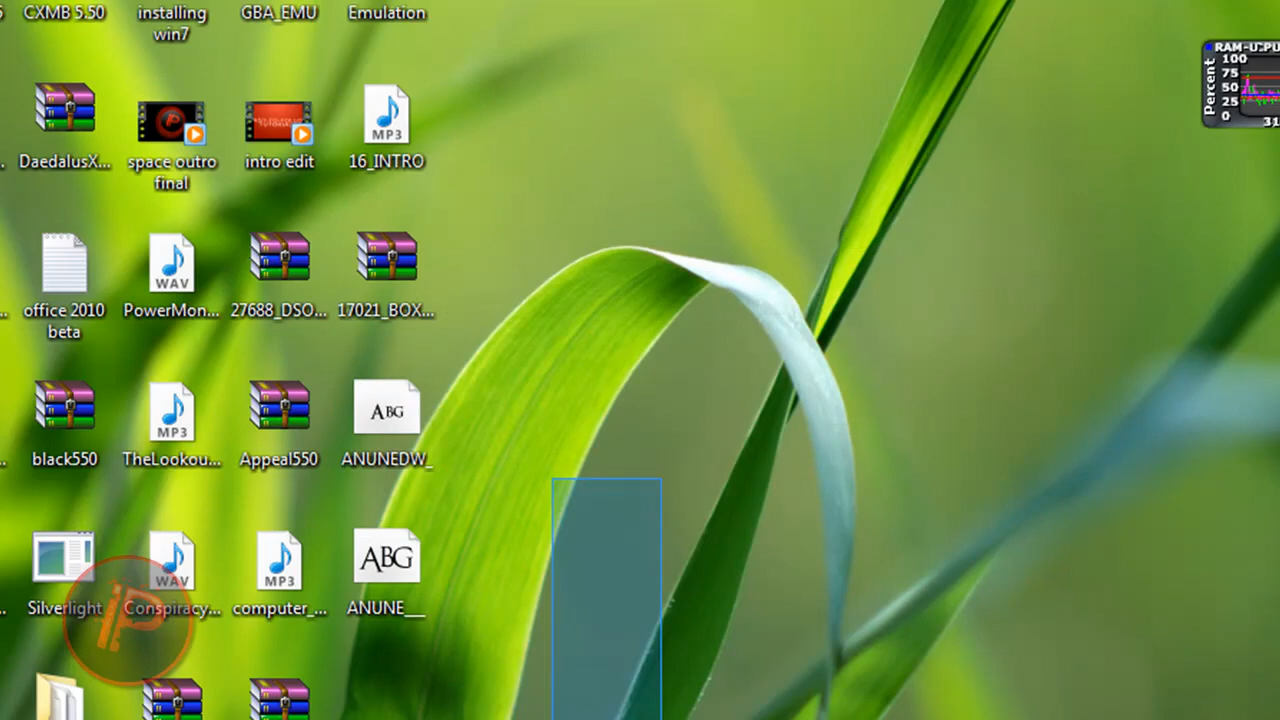 CXMB 5.50
installing
win7
GBA_EMU
Emulation
RAM-U
100
75
50
25
0
Percent
31
DaedalusX...
space outro
final
intro edit
MP3
16_INTRO
office 2010
beta
WAV
PowerMon...
27688_DSO...
17021_BOX...
black550
MP3
TheLookou...
Appeal550
ABG
ANUNEDW_
Silverlight
WAV
Conspiracy...
MP3
computer_...
ABG
ANUNE___